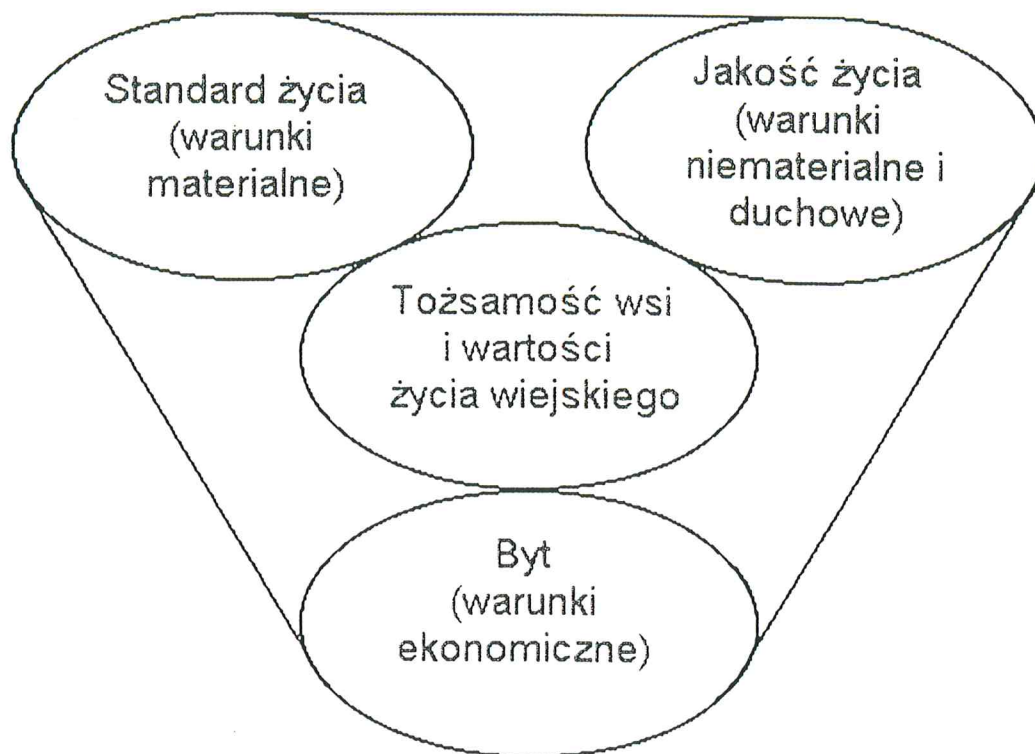 Standard życia
(warunki
materialne)
Jakość życia
(warunki
niematerialne i
duchowe)
Tożsamość wsi
i wartości
życia wiejskiego
Byt
(warunki
ekonomiczne)